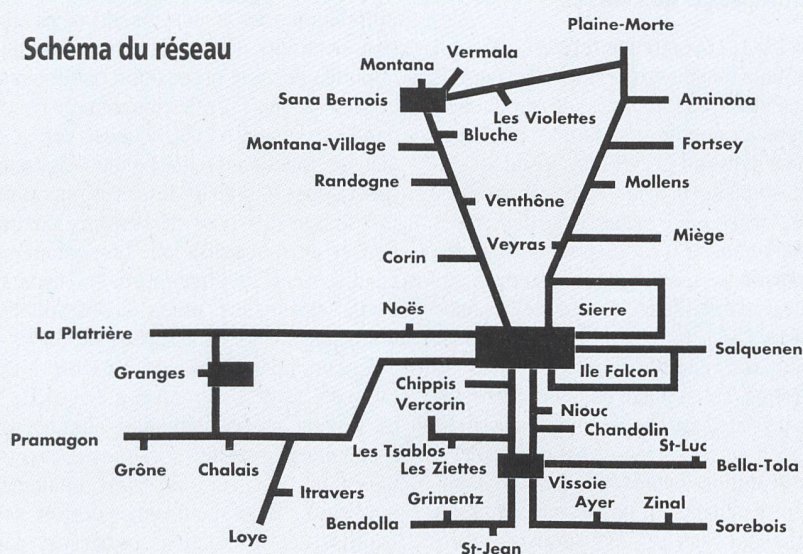 Schéma du réseau
Plaine-Morte
Vermala
Montana
Sana Bernois
Les Violettes
Aminona
Bluche
Montana-Village
Fortsey
Randogne
Mollens
Venthône
Miège
Veyras
Corin
Sierre
Noës
La Platrière
Salquenen
Granges
Ile Falcon
Chippis
Vercorin
Niouc
Chandolin
Pramagon
St-Luc
Les Tsablos
Grône
Chalais
Les Ziettes
Bella-Tola
Vissoie
Itravers
Grimentz
Ayer
Zinal
Bendolla
Sorebois
Loye
St-Jean